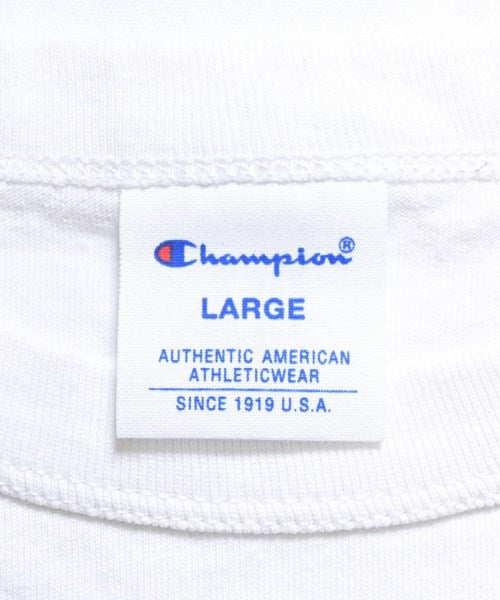 Champion®
LARGE
AUTHENTIC AMERICAN
ATHLETICWEAR
SINCE 1919 U.S.A.